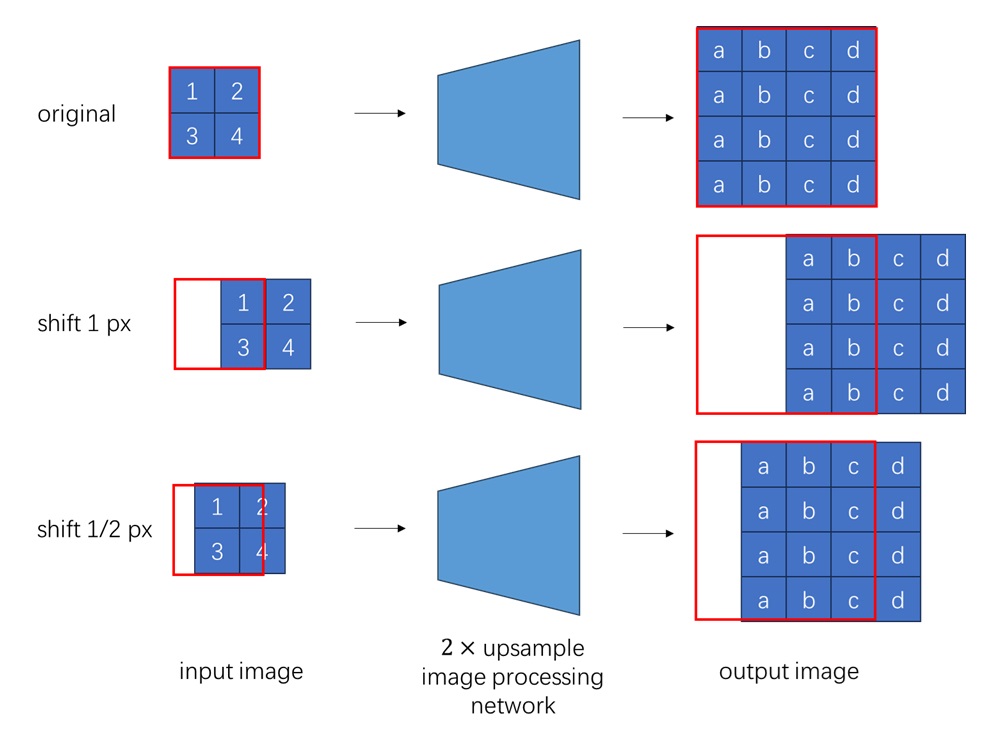 1 2
a b c d
a b c d
original
3 4
a b c d
a b c d
1 2
a b c d
shift 1 px
a b c d
3 4
a b c d
a b c d
1 2
a b c d
shift 1/2 px
a b c d
3 4
a b c d
a b c d
input image
2 × upsample
image processing
network
output image